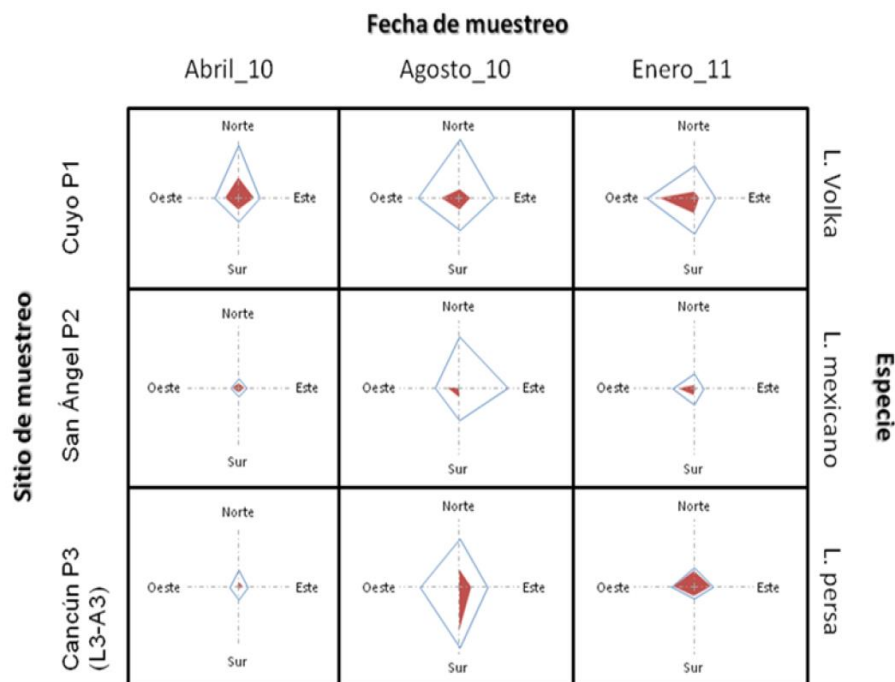 Fecha de muestreo
Abril_10 Agosto_10 Enero_11
Sitio de muestreo
Especie
Cuyo P1
Norte Norte Norte
Oeste Este Oeste Este Oeste Este
Sur Sur Sur
L. Volka
San Ángel P2
Norte Norte Norte
Oeste Este Oeste Este Oeste Este
Sur Sur Sur
L. mexicano
Cancún P3
(L3-A3)
Norte Norte Norte
Oeste Este Oeste Este Oeste Este
Sur Sur Sur
L. persa